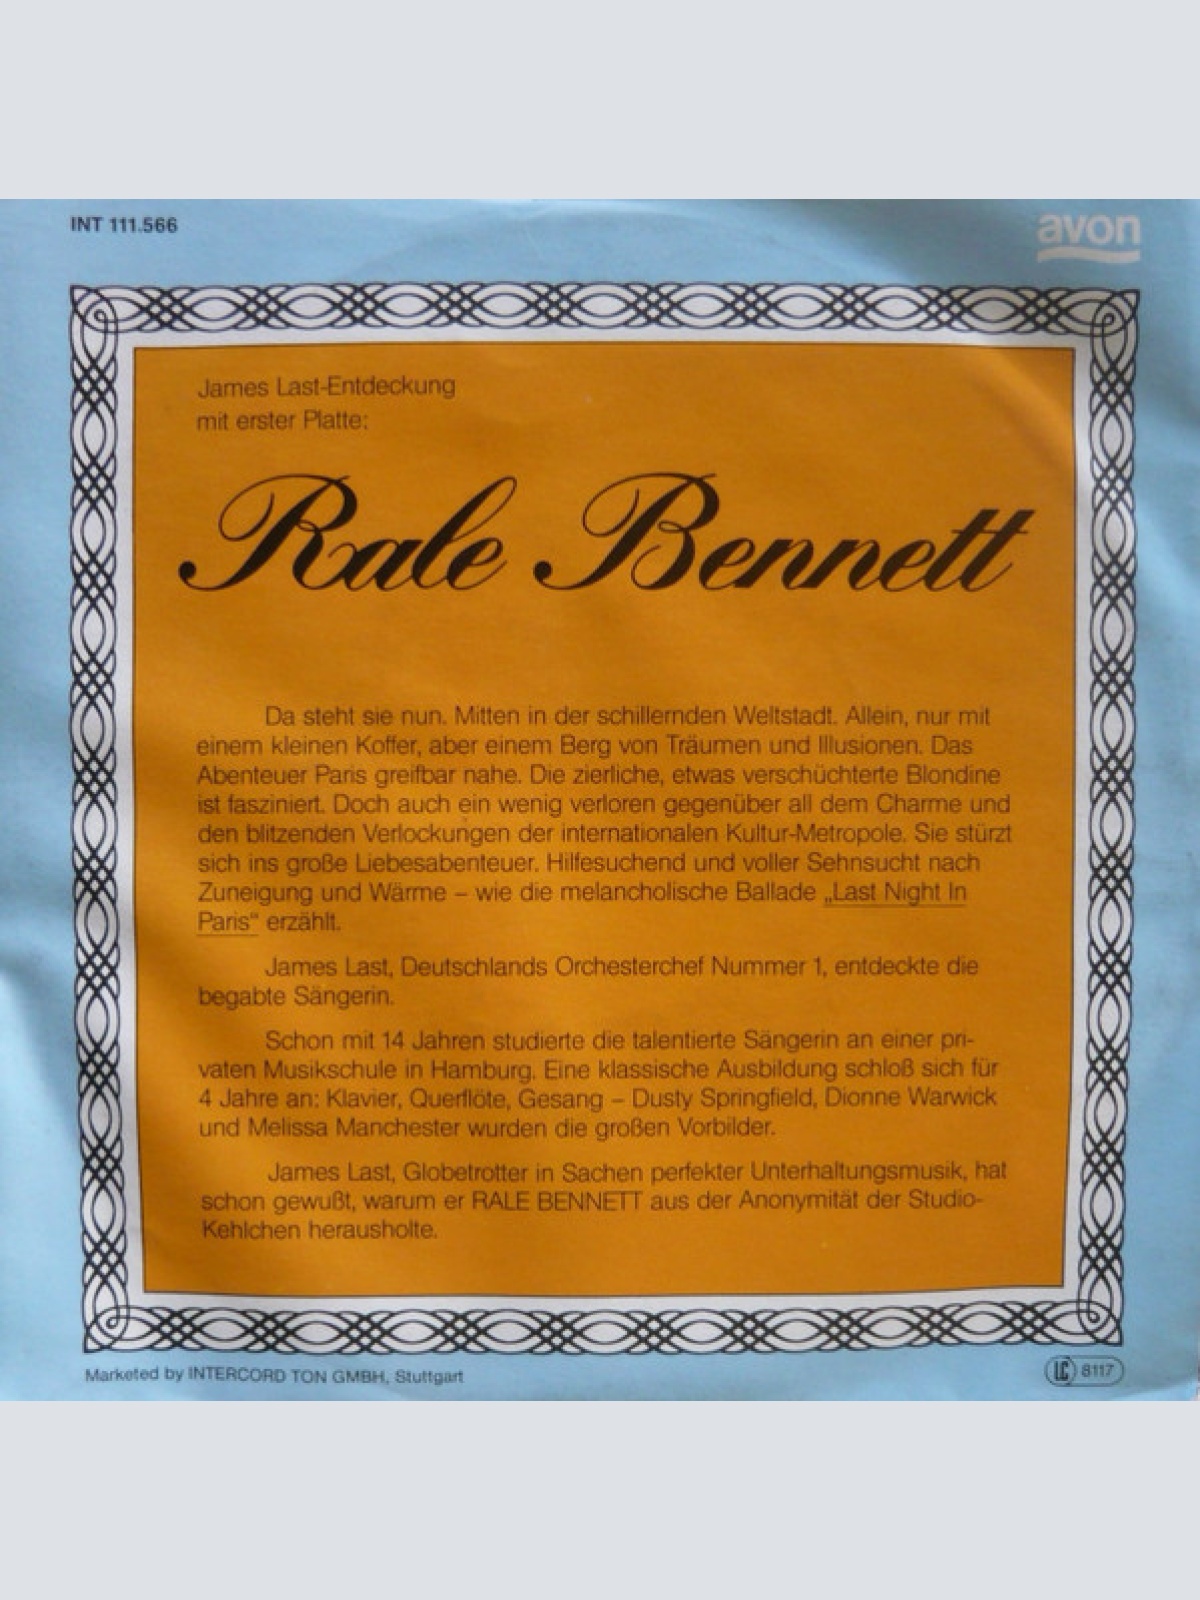 INT 111.566
avon
James Last-Entdeckung
mit erster Platte:
Rale Bennett
Da steht sie nun. Mitten in der schillernden Weltstadt. Allein, nur mit
einem kleinen Koffer, aber einem Berg von Träumen und Illusionen. Das
Abenteuer Paris greifbar nahe. Die zierliche, etwas verschüchterte Blondine
ist fasziniert. Doch auch ein wenig verloren gegenüber all dem Charme und
den blitzenden Verlockungen der internationalen Kultur-Metropole. Sie stürzt
sich ins große Liebesabenteuer. Hilfesuchend und voller Sehnsucht nach
Zuneigung und Wärme – wie die melancholische Ballade „Last Night In
Paris“ erzählt.
James Last, Deutschlands Orchesterchef Nummer 1, entdeckte die
begabte Sängerin.
Schon mit 14 Jahren studierte die talentierte Sängerin an einer pri-
vaten Musikschule in Hamburg. Eine klassische Ausbildung schloß sich für
4 Jahre an: Klavier, Querflöte, Gesang – Dusty Springfield, Dionne Warwick
und Melissa Manchester wurden die großen Vorbilder.
James Last, Globetrotter in Sachen perfekter Unterhaltungsmusik, hat
schon gewußt, warum er RALE BENNETT aus der Anonymität der Studio-
Kehlchen herausholte.
Marketed by INTERCORD TON GMBH, Stuttgart
LC 8117